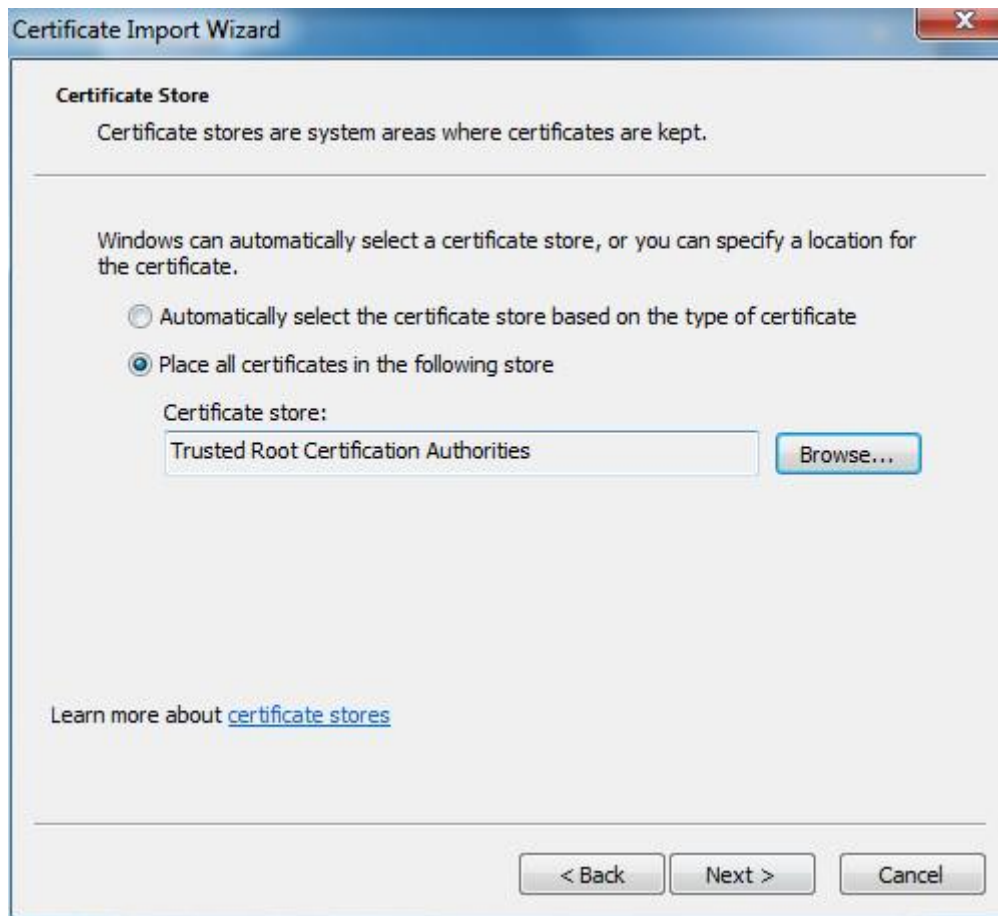 Certificate Import Wizard
X
Certificate Store
Certificate stores are system areas where certificates are kept.
Windows can automatically select a certificate store, or you can specify a location for
the certificate.
Automatically select the certificate store based on the type of certificate
Place all certificates in the following store
Certificate store:
Trusted Root Certification Authorities
Browse...
Learn more about certificate stores
< Back Next > Cancel